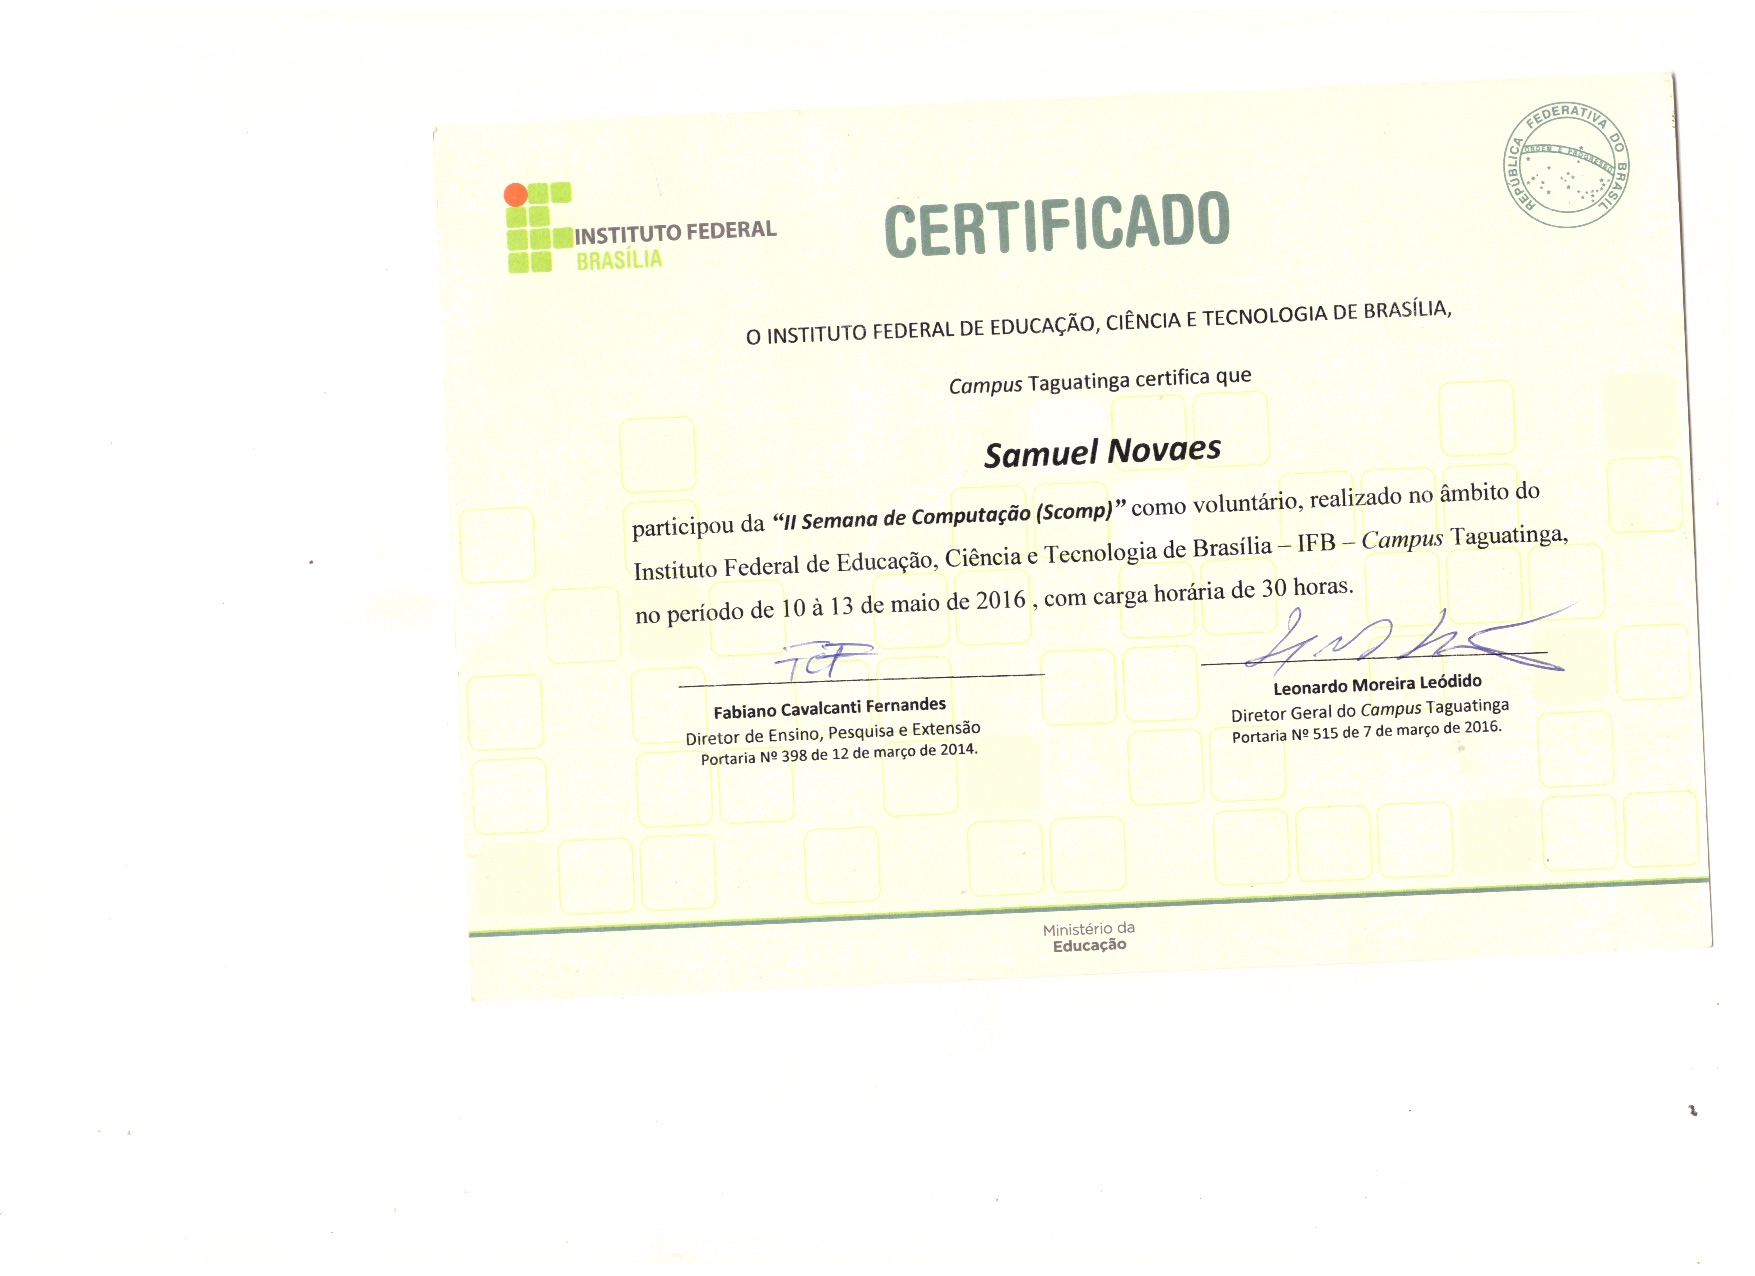 REPÚBLICA FEDERATIVA DO BRASIL
ORDEM E PROGRESSO
INSTITUTO FEDERAL
BRASÍLIA
CERTIFICADO
O INSTITUTO FEDERAL DE EDUCAÇÃO, CIÊNCIA E TECNOLOGIA DE BRASÍLIA,
Campus Taguatinga certifica que
Samuel Novaes
participou da “II Semana de Computação (Scomp)” como voluntário, realizado no âmbito do
Instituto Federal de Educação, Ciência e Tecnologia de Brasília – IFB – Campus Taguatinga,
no período de 10 à 13 de maio de 2016 , com carga horária de 30 horas.
Fabiano Cavalcanti Fernandes
Diretor de Ensino, Pesquisa e Extensão
Portaria Nº 398 de 12 de março de 2014.
Leonardo Moreira Leódido
Diretor Geral do Campus Taguatinga
Portaria Nº 515 de 7 de março de 2016.
Ministério da
Educação